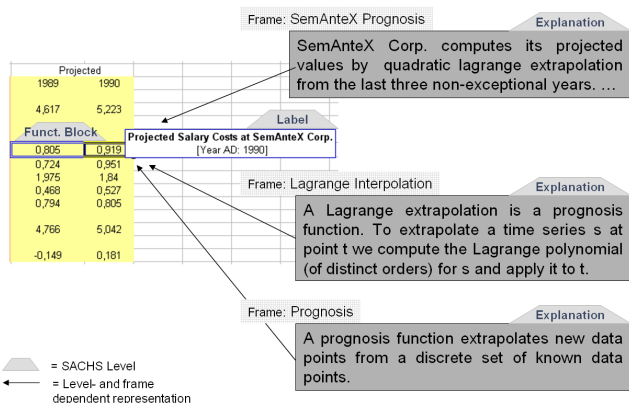 Frame: SemAnteX Prognosis
Explanation
SemAnteX Corp. computes its projected
values by quadratic lagrange extrapolation
from the last three non-exceptional years. ...
Projected
1989 1990
4,617 5,223
Funct. Block
Label
Projected Salary Costs at SemAnteX Corp.
[Year AD: 1990]
0,805 0,919
0,724 0,951
1,975 1,84
0,468 0,527
0,794 0,805
4,766 5,042
-0,149 0,181
Frame: Lagrange Interpolation
Explanation
A Lagrange extrapolation is a prognosis
function. To extrapolate a time series s at
point t we compute the Lagrange polynomial
(of distinct orders) for s and apply it to t.
Frame: Prognosis
Explanation
A prognosis function extrapolates new data
points from a discrete set of known data
points.
= SACHS Level
= Level- and frame
dependent representation